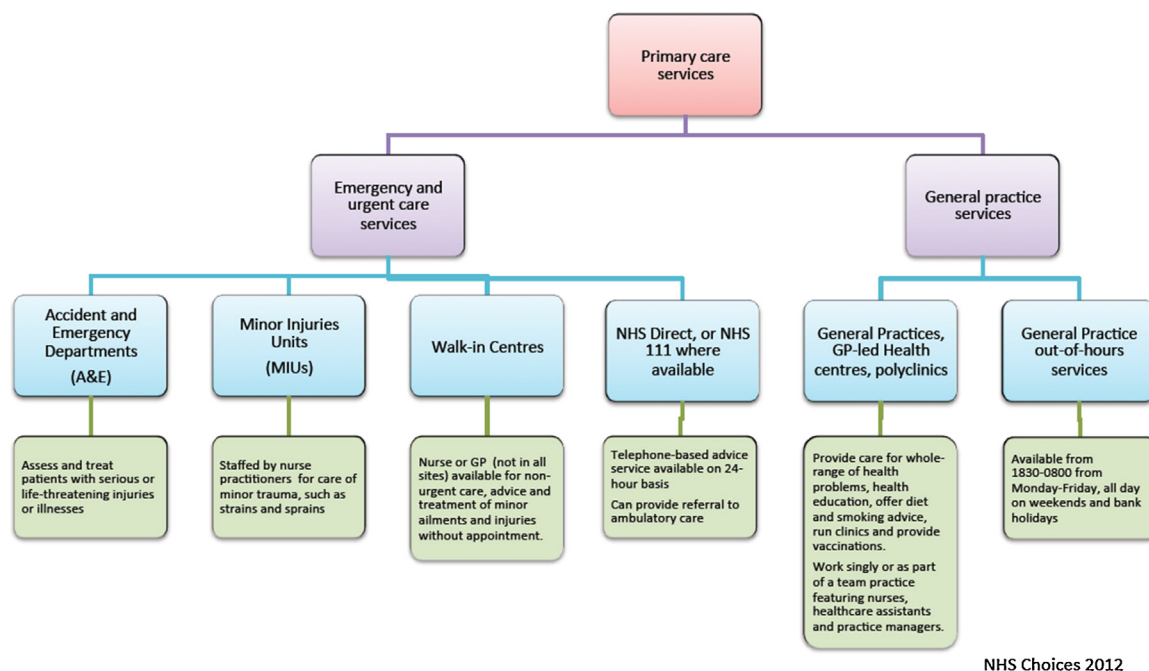 Primary care
services
Emergency and
urgent care
services
General practice
services
Accident and
Emergency
Departments
(A&E)
Minor Injuries
Units
(MIUs)
Walk-in Centres
NHS Direct, or NHS
111 where
available
General Practices,
GP-led Health
centres, polyclinics
General Practice
out-of-hours
services
Assess and treat
patients with serious or
life-threatening injuries
or illnesses
Staffed by nurse
practitioners for care of
minor trauma, such as
strains and sprains
Nurse or GP (not in all
sites) available for non-
urgent care, advice and
treatment of minor
ailments and injuries
without appointment.
Telephone-based advice
service available on 24-
hour basis
Can provide referral to
ambulatory care
Provide care for whole-
range of health
problems, health
education, offer diet
and smoking advice,
run clinics and provide
vaccinations.
Work singly or as part
of a team practice
featuring nurses,
healthcare assistants
and practice managers.
Available from
1830-0800 from
Monday-Friday, all day
on weekends and bank
holidays
NHS Choices 2012